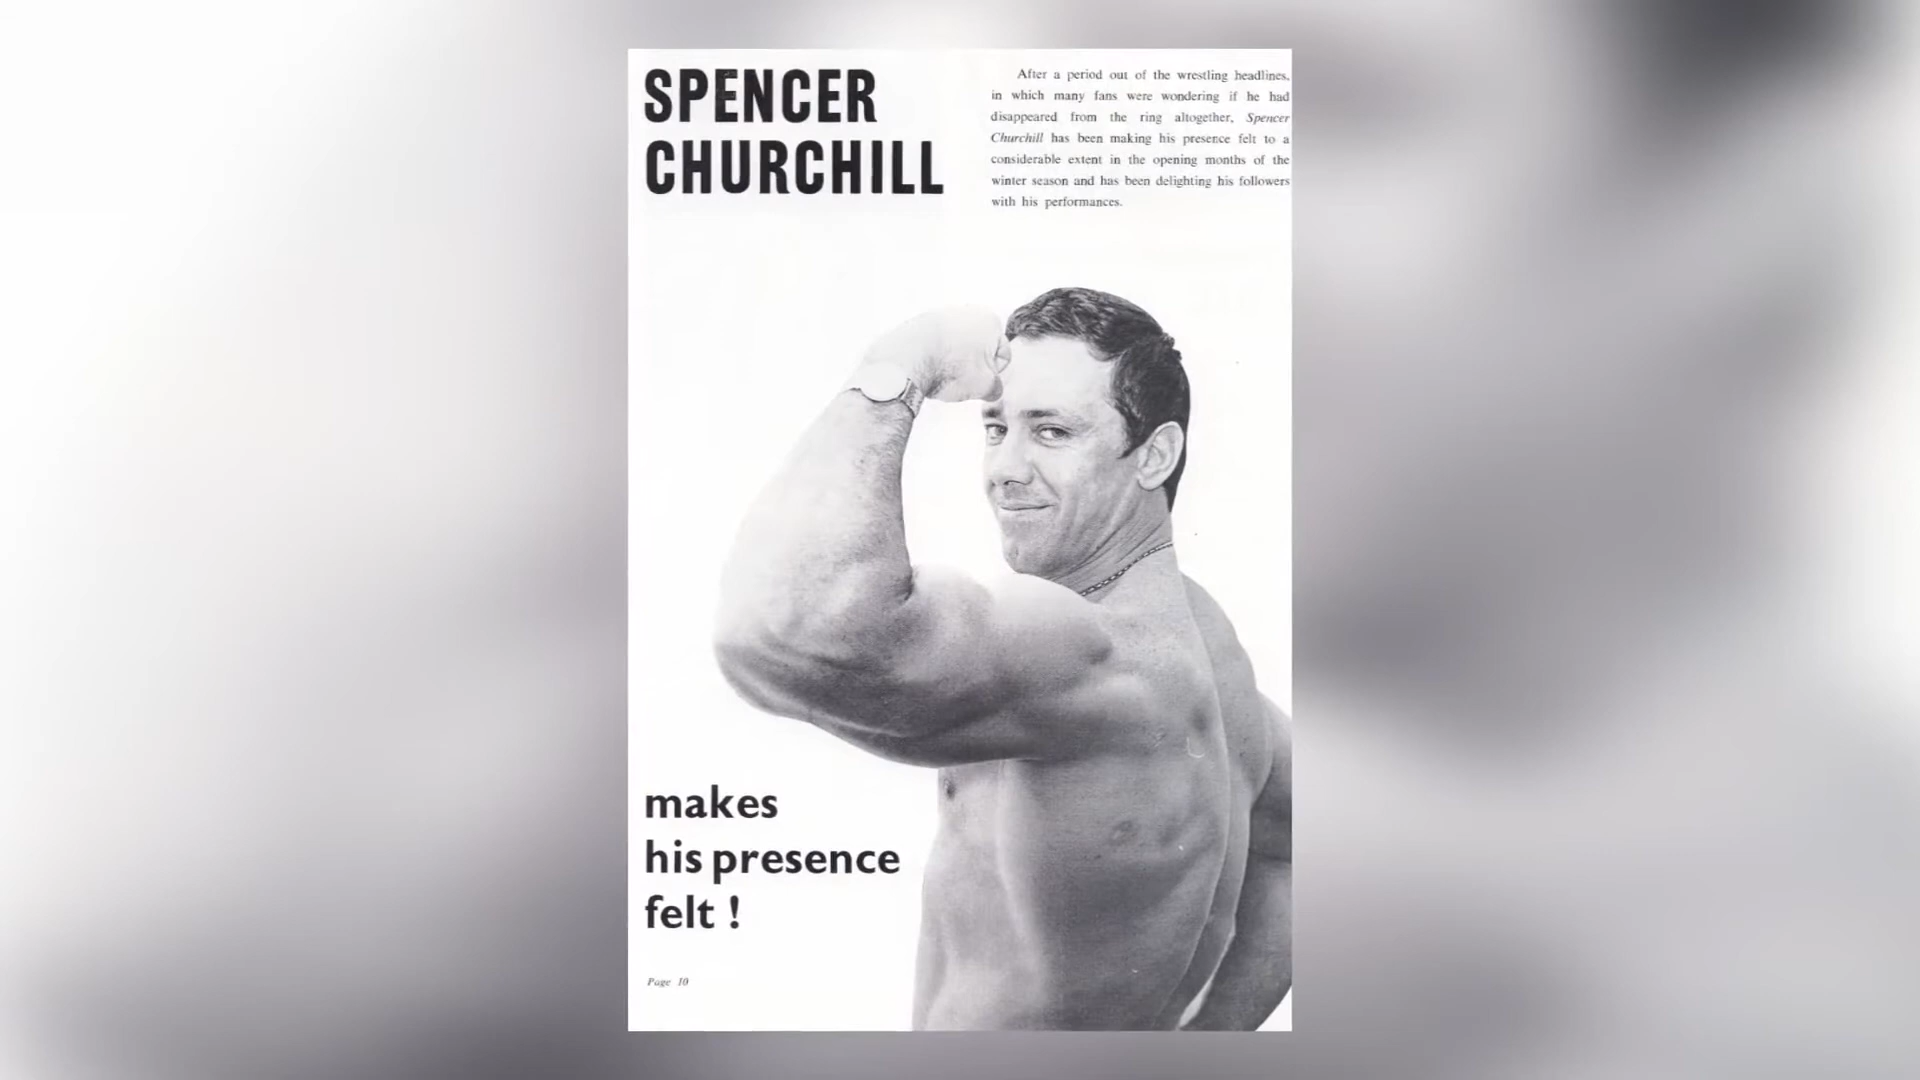 SPENCER
CHURCHILL
After a period out of the wrestling headlines,
in which many fans were wondering if he had
disappeared from the ring altogether, Spencer
Churchill has been making his presence felt to a
considerable extent in the opening months of the
winter season and has been delighting his followers
with his performances.
makes
his presence
felt !
Page 10